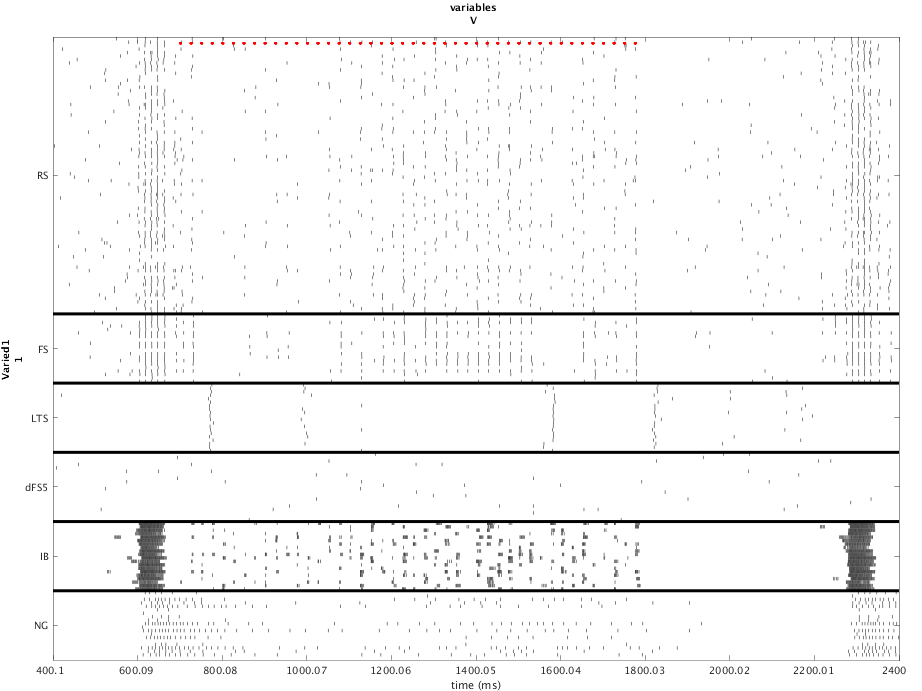 variables
V
RS
FS
LTS
dFS5
IB
NG
Varied1
1
400.1 600.09 800.08 1000.07 1200.06 1400.05 1600.04 1800.03 2000.02 2200.01 2400
time (ms)